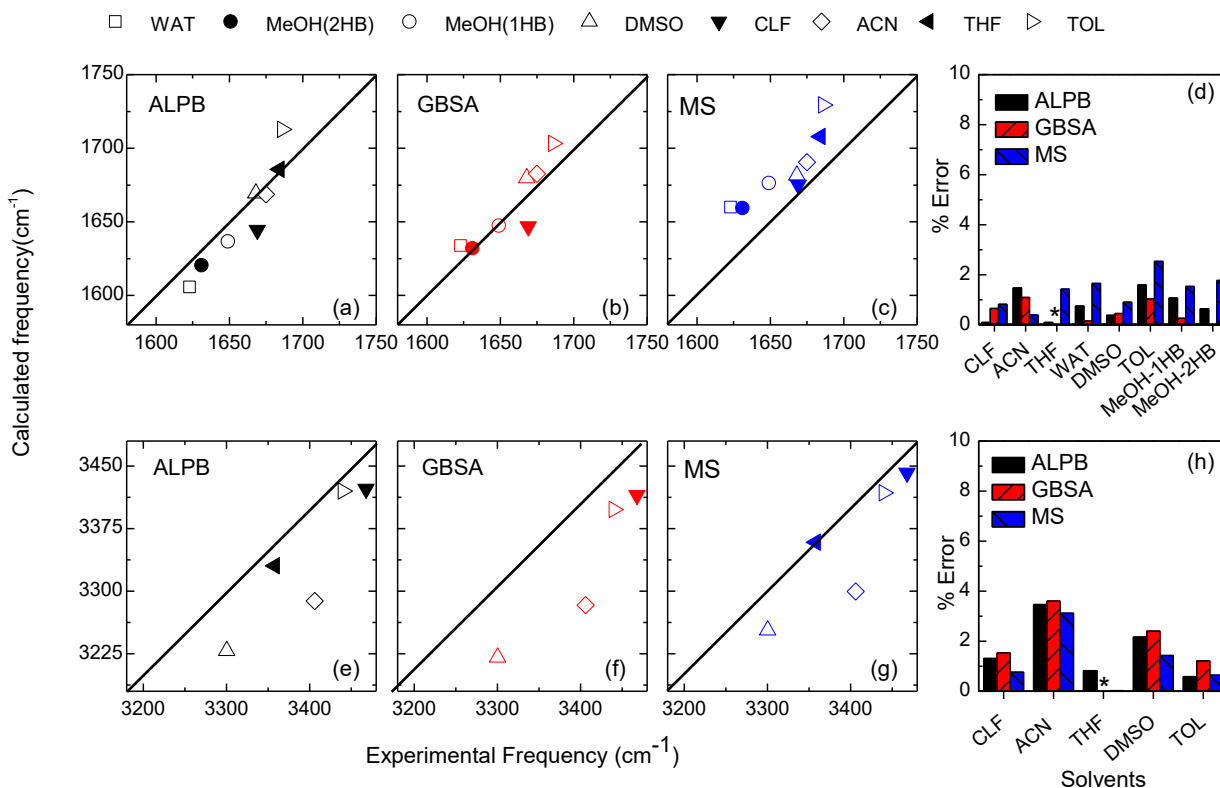 WAT MeOH(2HB) MeOH(1HB) DMSO CLF ACN THF TOL
Calculated frequency(cm⁻¹)
1750
1700
1650
1600
ALPB
(a)
1600 1650 1700 1750
GBSA
(b)
1600 1650 1700 1750
MS
(c)
1600 1650 1700 1750
% Error
10
8
6
4
2
0
ALPB
GBSA
MS
(d)
*
CLF ACN THF WAT DMSO TOL MeOH-1HB MeOH-2HB
3450
3375
3300
3225
ALPB
(e)
3200 3300 3400
GBSA
(f)
3200 3300 3400
MS
(g)
3200 3300 3400
Experimental Frequency (cm⁻¹)
% Error
10
8
6
4
2
0
ALPB
GBSA
MS
(h)
*
CLF ACN THF DMSO TOL
Solvents